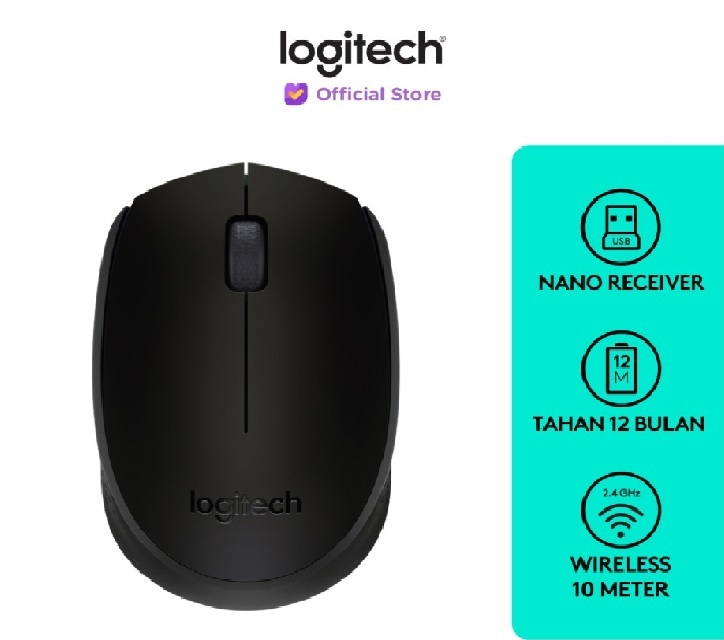 logitech®
Official Store
USB
NANO RECEIVER
12
M
TAHAN 12 BULAN
2.4 GHz
WIRELESS
10 METER
logitech